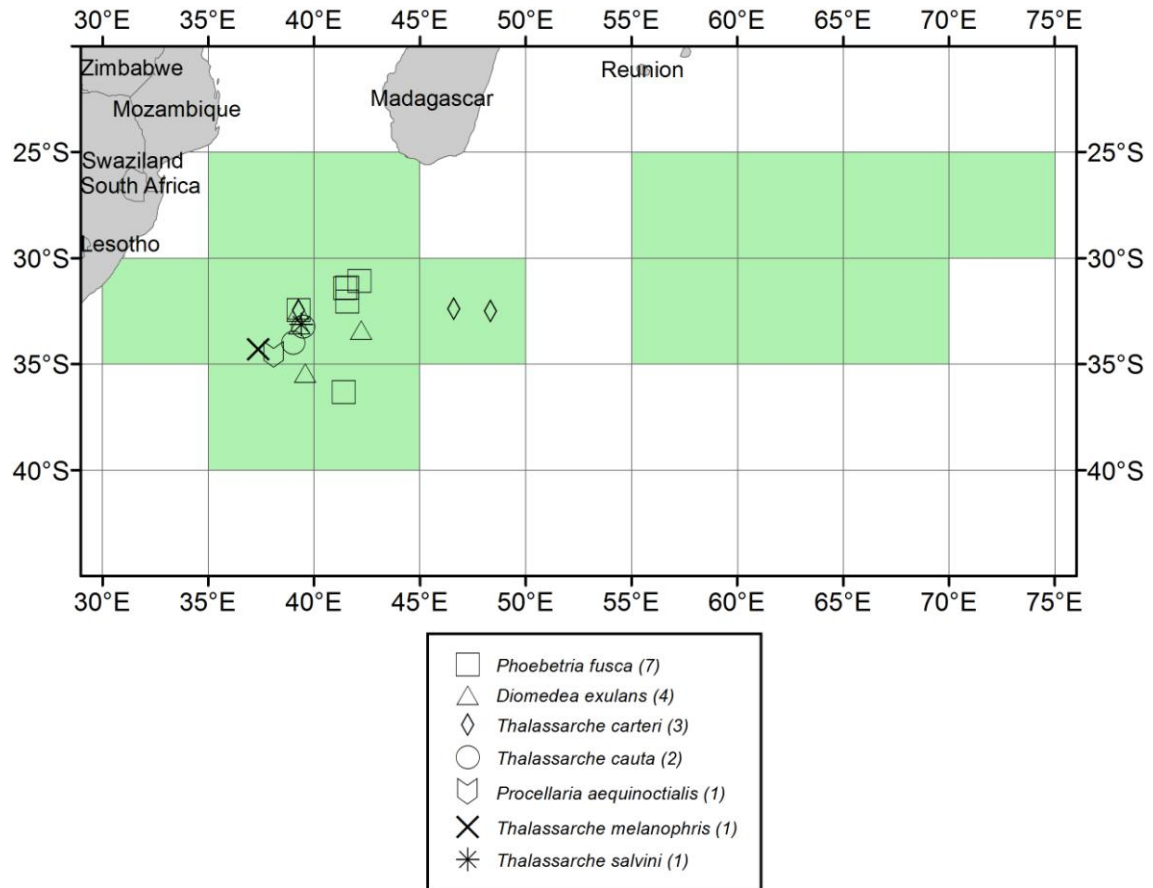 30°E 35°E 40°E 45°E 50°E 55°E 60°E 65°E 70°E 75°E
Zimbabwe
Reunion
Madagascar
Mozambique
25°S 25°S
Swaziland
South Africa
Lesotho
30°S 30°S
35°S 35°S
40°S 40°S
30°E 35°E 40°E 45°E 50°E 55°E 60°E 65°E 70°E 75°E
Phoebetria fusca (7)
Diomedea exulans (4)
Thalassarche carteri (3)
Thalassarche cauta (2)
Procellaria aequinoctialis (1)
Thalassarche melanophris (1)
Thalassarche salvini (1)